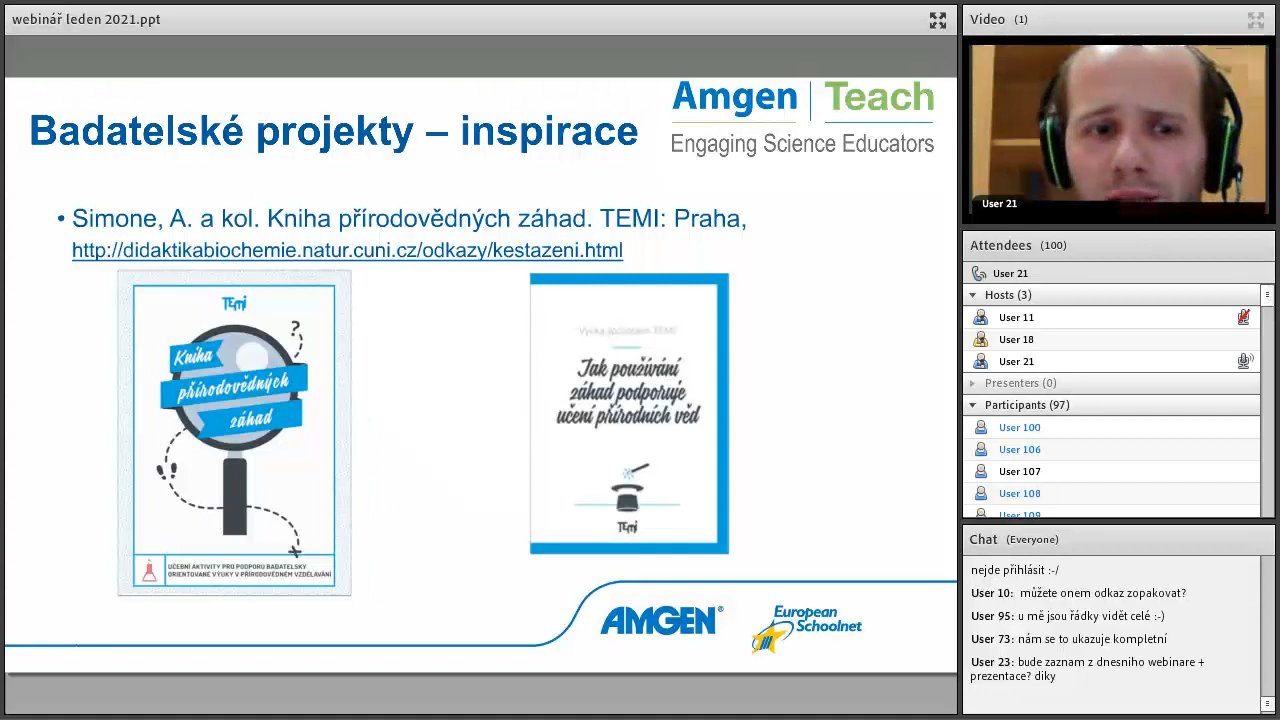 webinář leden 2021.ppt
Badatelské projekty – inspirace
Amgen Teach
Engaging Science Educators
• Simone, A. a kol. Kniha přírodovědných záhad. TEMI: Praha,
http://didaktikabiochemie.natur.cuni.cz/odkazy/kestazeni.html
TEMI
Kniha
přírodovědných
záhad
?
UČEBNÍ AKTIVITY PRO PODPORU BADATELSKY
ORIENTOVANÉ VÝUKY V PŘÍRODOVĚDNÉM VZDĚLÁVÁNÍ
TEMI
Jak používání
záhad podporuje
učení přírodních věd
TEMI
AMGEN®
European
Schoolnet
Video (1)
User 21
Attendees (100)
User 21
Hosts (3)
User 11
User 18
User 21
Presenters (0)
Participants (97)
User 100
User 106
User 107
User 108
User 109
Chat (Everyone)
nejde přihlásit :-/
User 10: můžete onem odkaz zopakovat?
User 95: u mě jsou řádky vidět celé :-)
User 73: nám se to ukazuje kompletní
User 23: bude zaznam z dnesniho webinare +
prezentace? diky